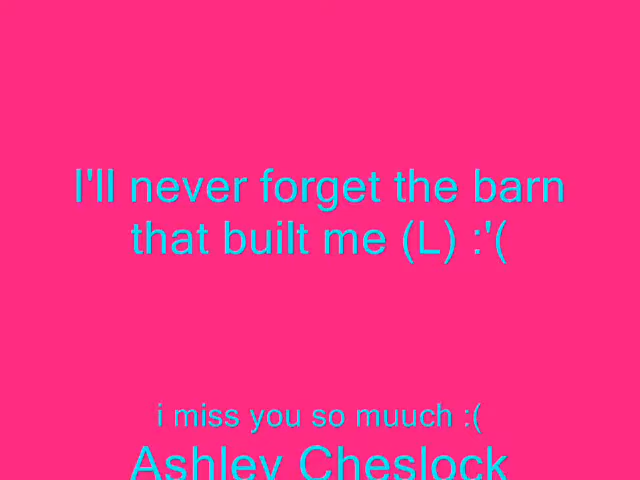 I'll never forget the barn
that built me (L) :'(
i miss you so muuch :(
Ashley Cheslock